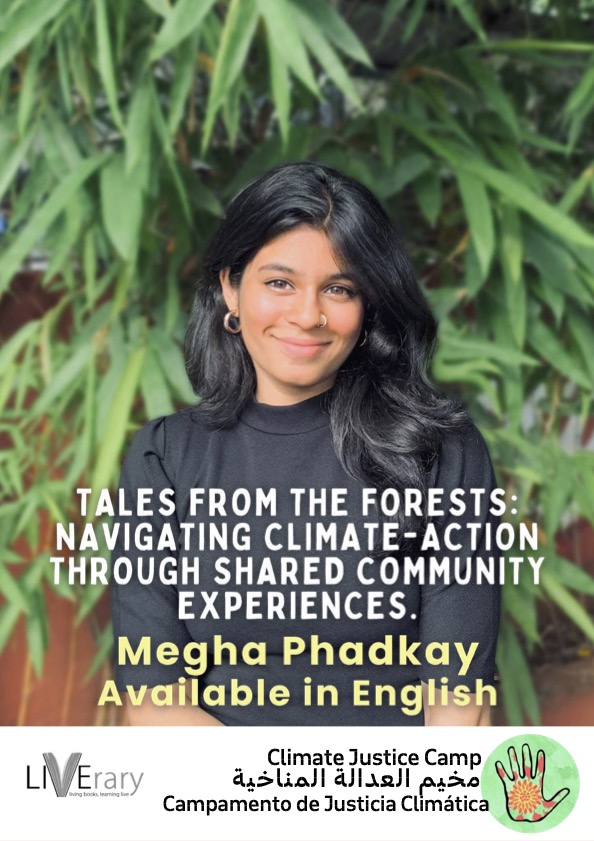 TALES FROM THE FORESTS:
NAVIGATING CLIMATE-ACTION
THROUGH SHARED COMMUNITY
EXPERIENCES.
Megha Phadkay
Available in English
LIVErary
living books, learning live
Climate Justice Camp
مخيم العدالة المناخية
Campamento de Justicia Climática